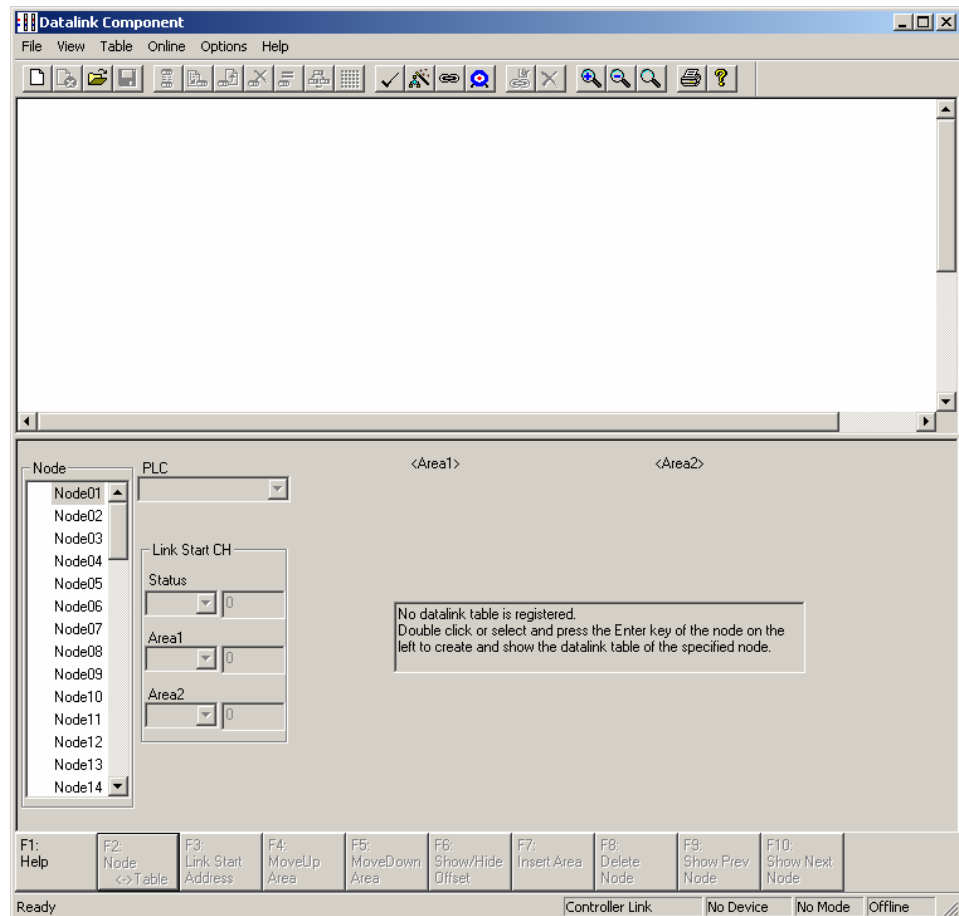 Datalink Component
File View Table Online Options Help
<Area1> <Area2>
Node
PLC
Node01
Node02
Node03
Node04
Node05
Node06
Node07
Node08
Node09
Node10
Node11
Node12
Node13
Node14
Link Start CH
Status
0
Area1
0
Area2
0
No datalink table is registered.
Double click or select and press the Enter key of the node on the
left to create and show the datalink table of the specified node.
F1:
Help
F2:
Node
<->Table
F3:
Link Start
Address
F4:
MoveUp
Area
F5:
MoveDown
Area
F6:
Show/Hide
Offset
F7:
Insert Area
F8:
Delete
Node
F9:
Show Prev
Node
F10:
Show Next
Node
Ready
Controller Link
No Device
No Mode
Offline